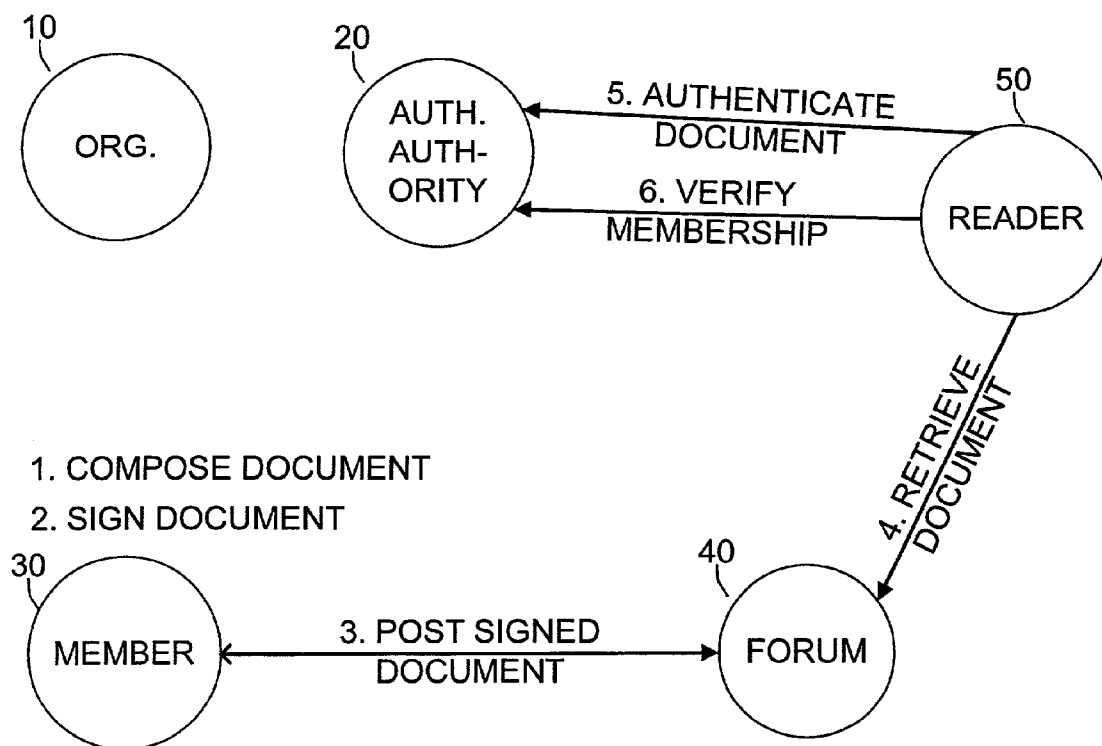 10
20
50
ORG.
AUTH.
AUTH-
ORITY
5. AUTHENTICATE
DOCUMENT
6. VERIFY
MEMBERSHIP
READER
4. RETRIEVE
DOCUMENT
1. COMPOSE DOCUMENT
2. SIGN DOCUMENT
30
40
MEMBER
3. POST SIGNED
DOCUMENT
FORUM